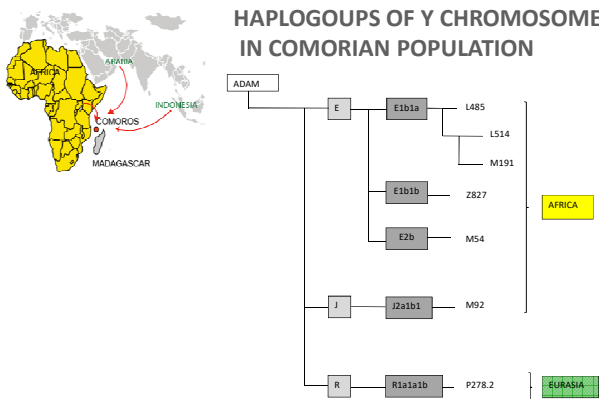 HAPLOGOUPS OF Y CHROMOSOME
IN COMORIAN POPULATION
ARABIA
AFRICA
INDONESIA
COMOROS
MADAGASCAR
ADAM
E
E1b1a
L485
L514
M191
E1b1b
Z827
AFRICA
E2b
M54
J
J2a1b1
M92
R
R1a1a1b
P278.2
EURASIA